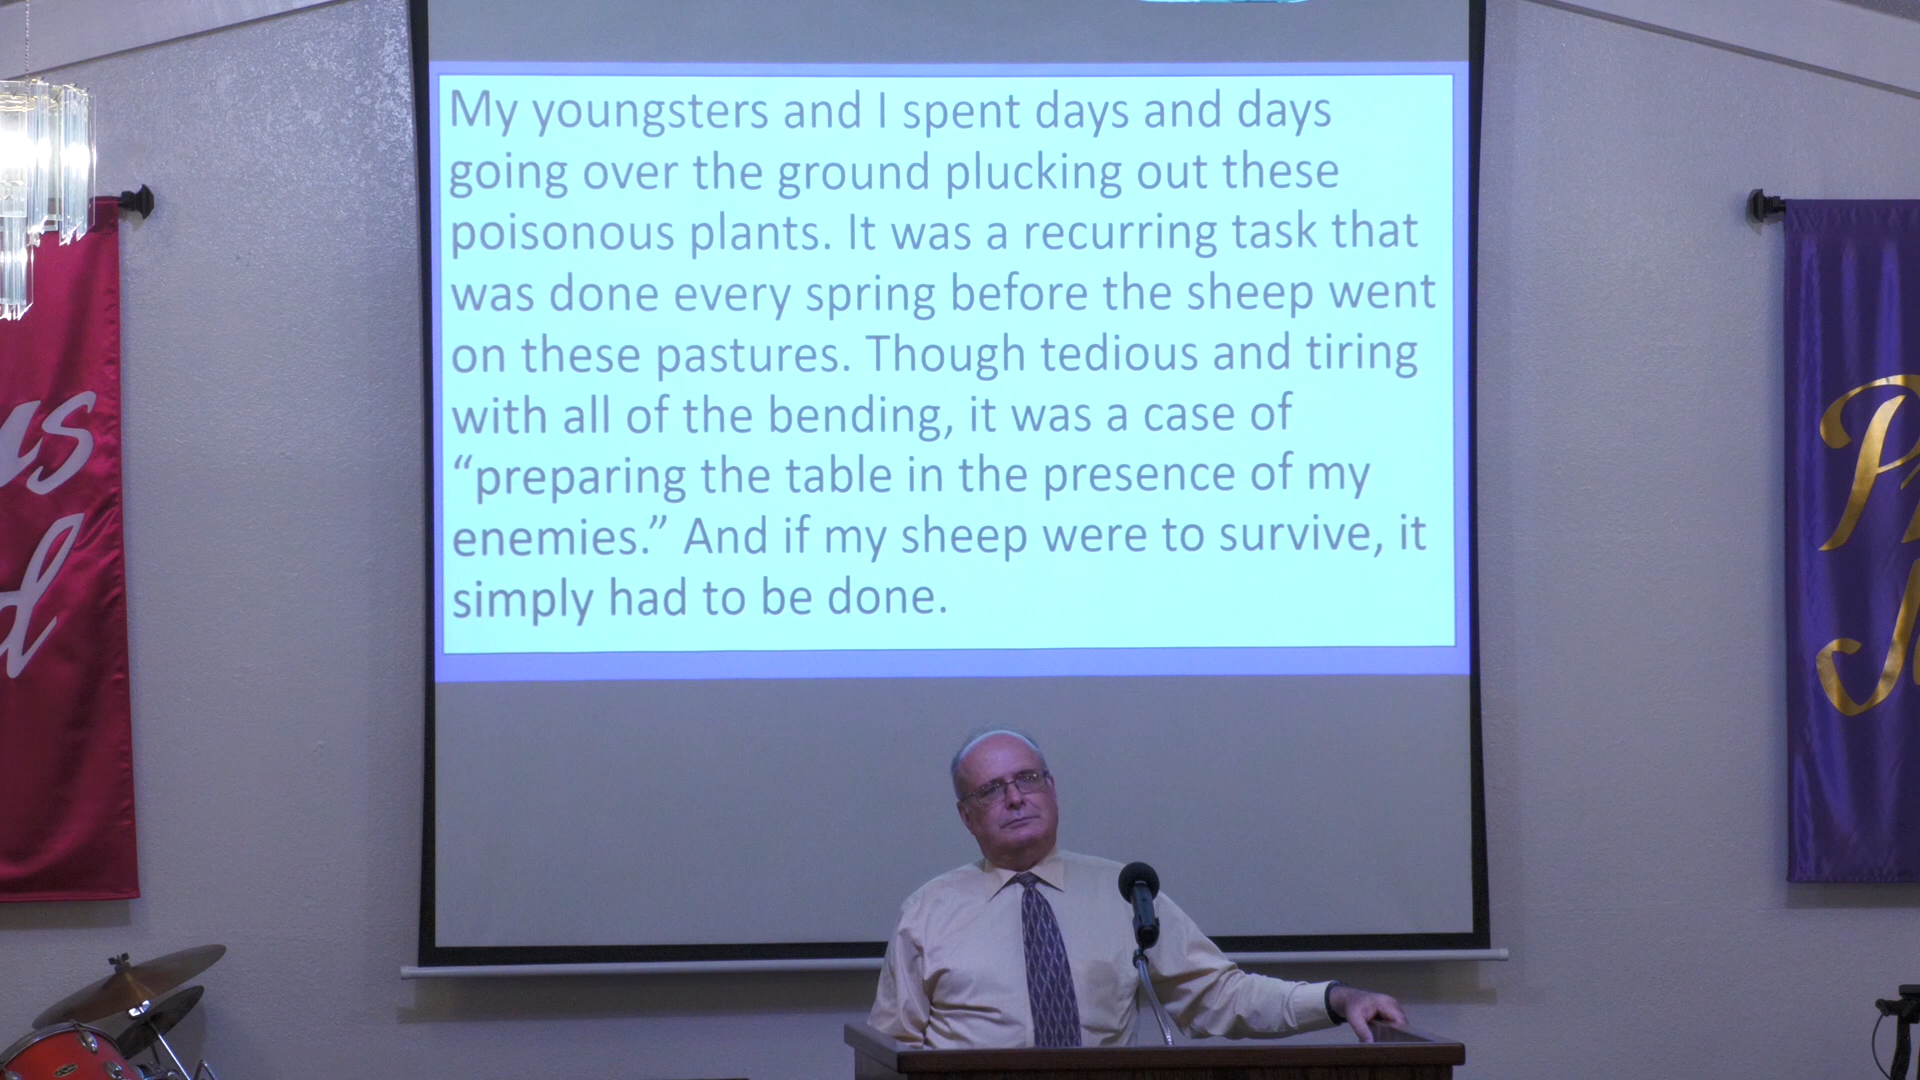 My youngsters and I spent days and days
going over the ground plucking out these
poisonous plants. It was a recurring task that
was done every spring before the sheep went
on these pastures. Though tedious and tiring
with all of the bending, it was a case of
“preparing the table in the presence of my
enemies.” And if my sheep were to survive, it
simply had to be done.